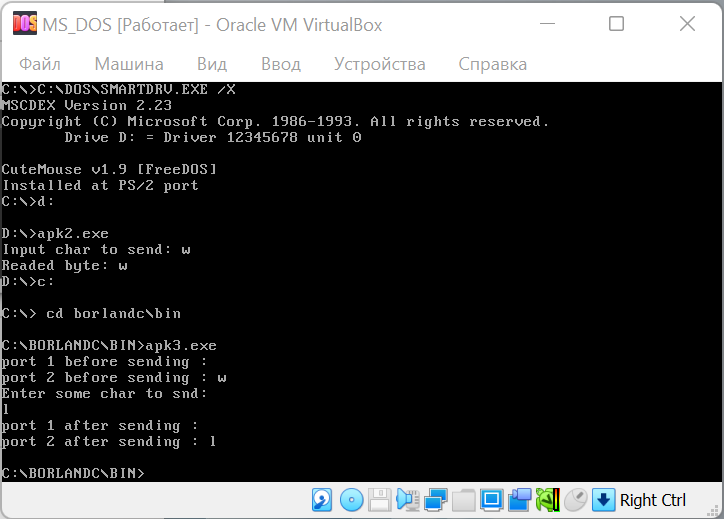 MS_DOS [Работает] - Oracle VM VirtualBox
Файл Машина Вид Ввод Устройства Справка
C:\>C:\DOS\SMARTDRV.EXE /X
MSCDEX Version 2.23
Copyright (C) Microsoft Corp. 1986-1993. All rights reserved.
        Drive D: = Driver 12345678 unit 0
CuteMouse v1.9 [FreeDOS]
Installed at PS/2 port
C:\>d:
D:\>apk2.exe
Input char to send: w
Readed byte: w
D:\>c:
C:\> cd borlandc\bin
C:\BORLANDC\BIN>apk3.exe
port 1 before sending :
port 2 before sending : w
Enter some char to snd:
l
port 1 after sending :
port 2 after sending : l
C:\BORLANDC\BIN>
Right Ctrl